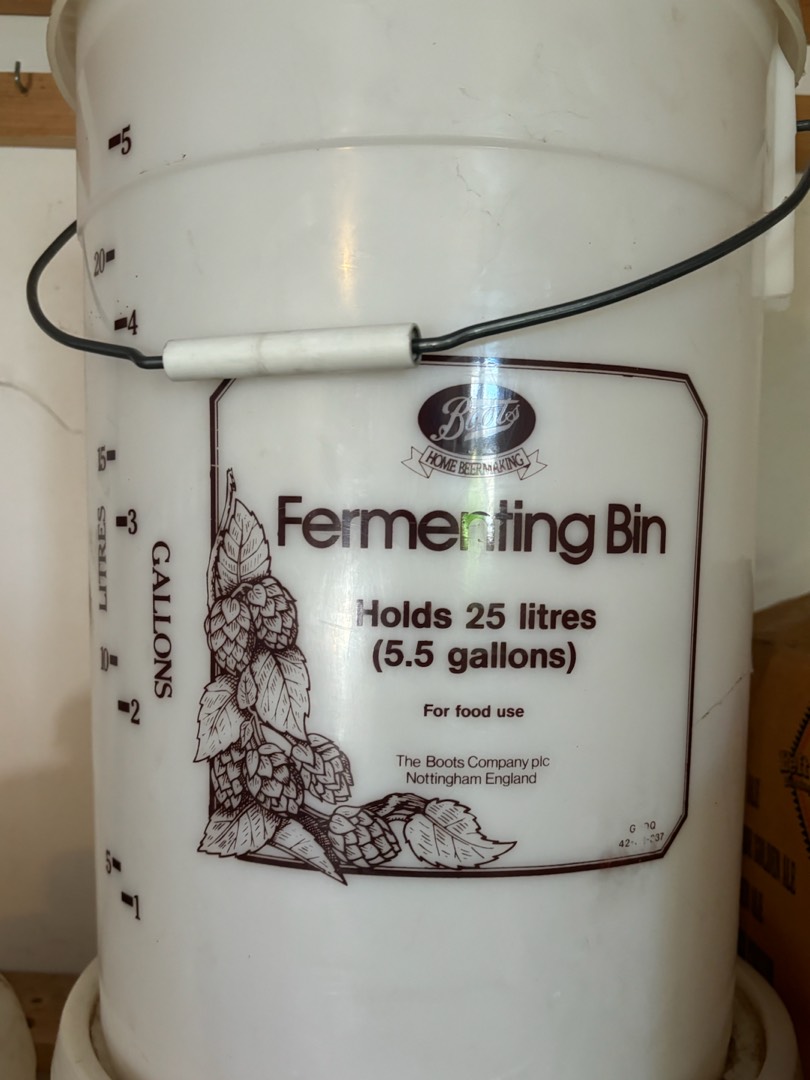 5
20
4
15
3
LITRES
GALLONS
10
2
5
1
Boots
HOME BEERMAKING
Fermenting Bin
Holds 25 litres
(5.5 gallons)
For food use
The Boots Company plc
Nottingham England
ALE